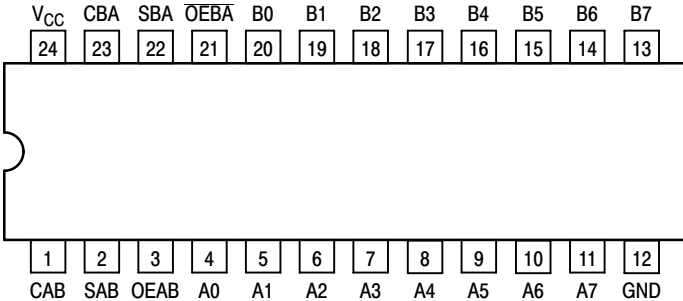 V_CC CBA SBA O̅E̅B̅A̅ B0 B1 B2 B3 B4 B5 B6 B7
24 23 22 21 20 19 18 17 16 15 14 13
1 2 3 4 5 6 7 8 9 10 11 12
CAB SAB OEAB A0 A1 A2 A3 A4 A5 A6 A7 GND